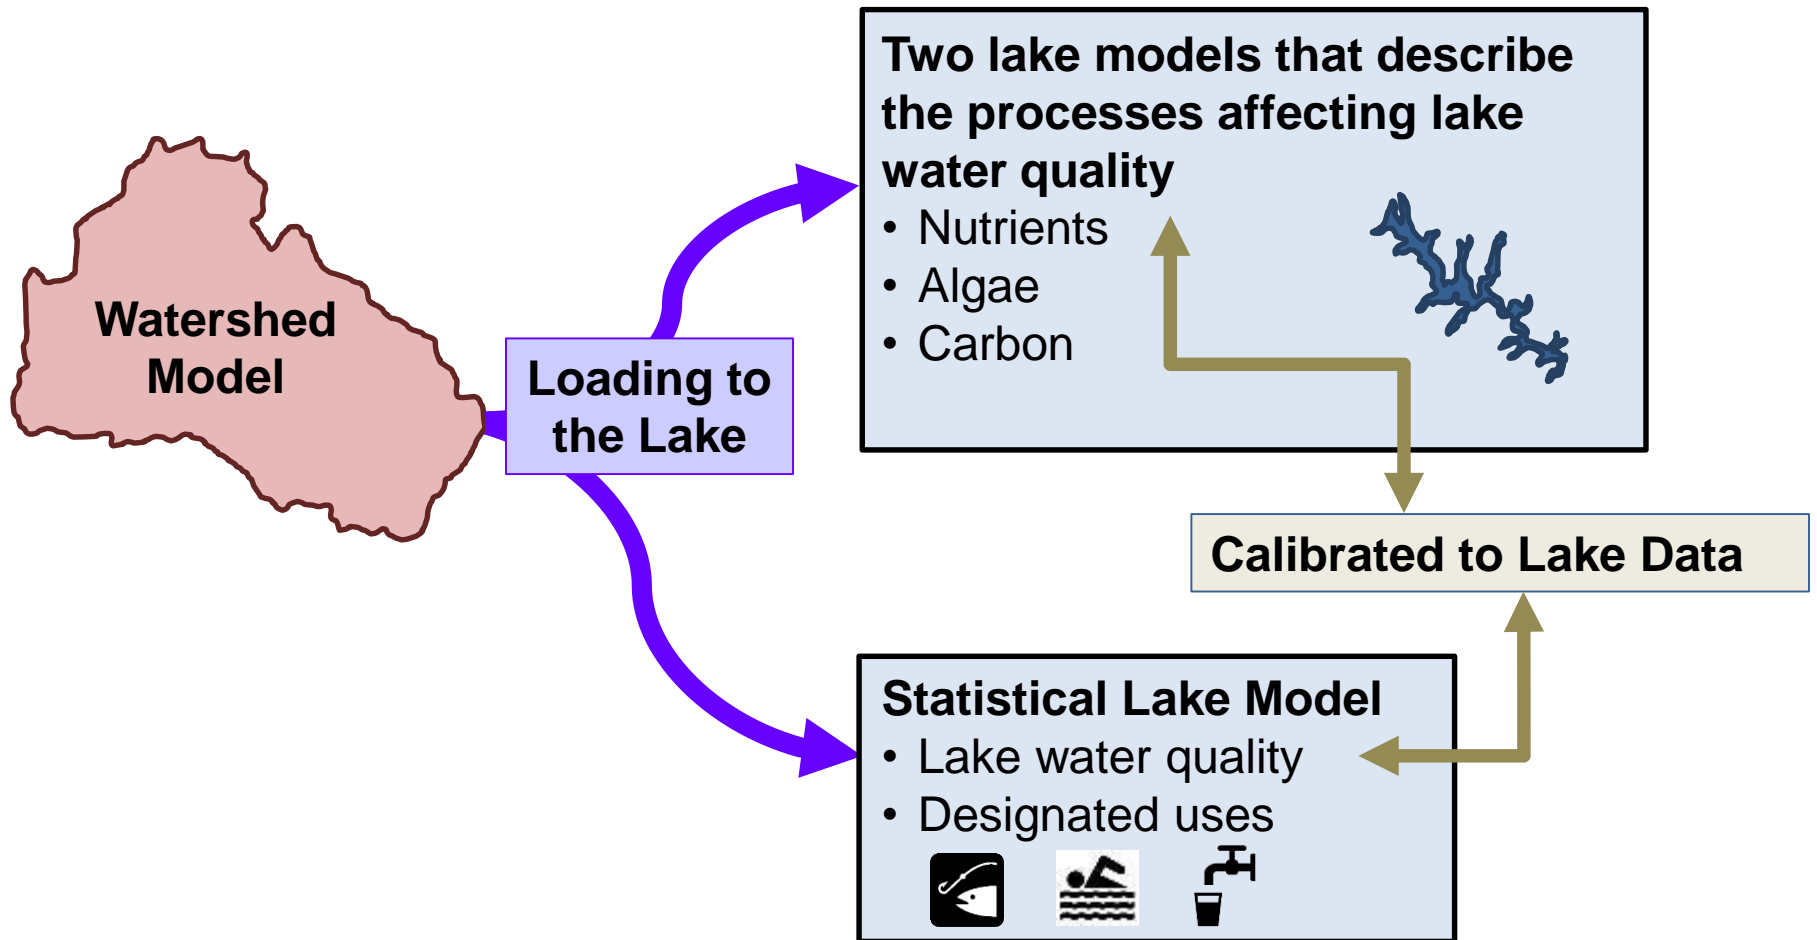 Watershed
Model
Loading to
the Lake
Two lake models that describe
the processes affecting lake
water quality
• Nutrients
• Algae
• Carbon
Calibrated to Lake Data
Statistical Lake Model
• Lake water quality
• Designated uses